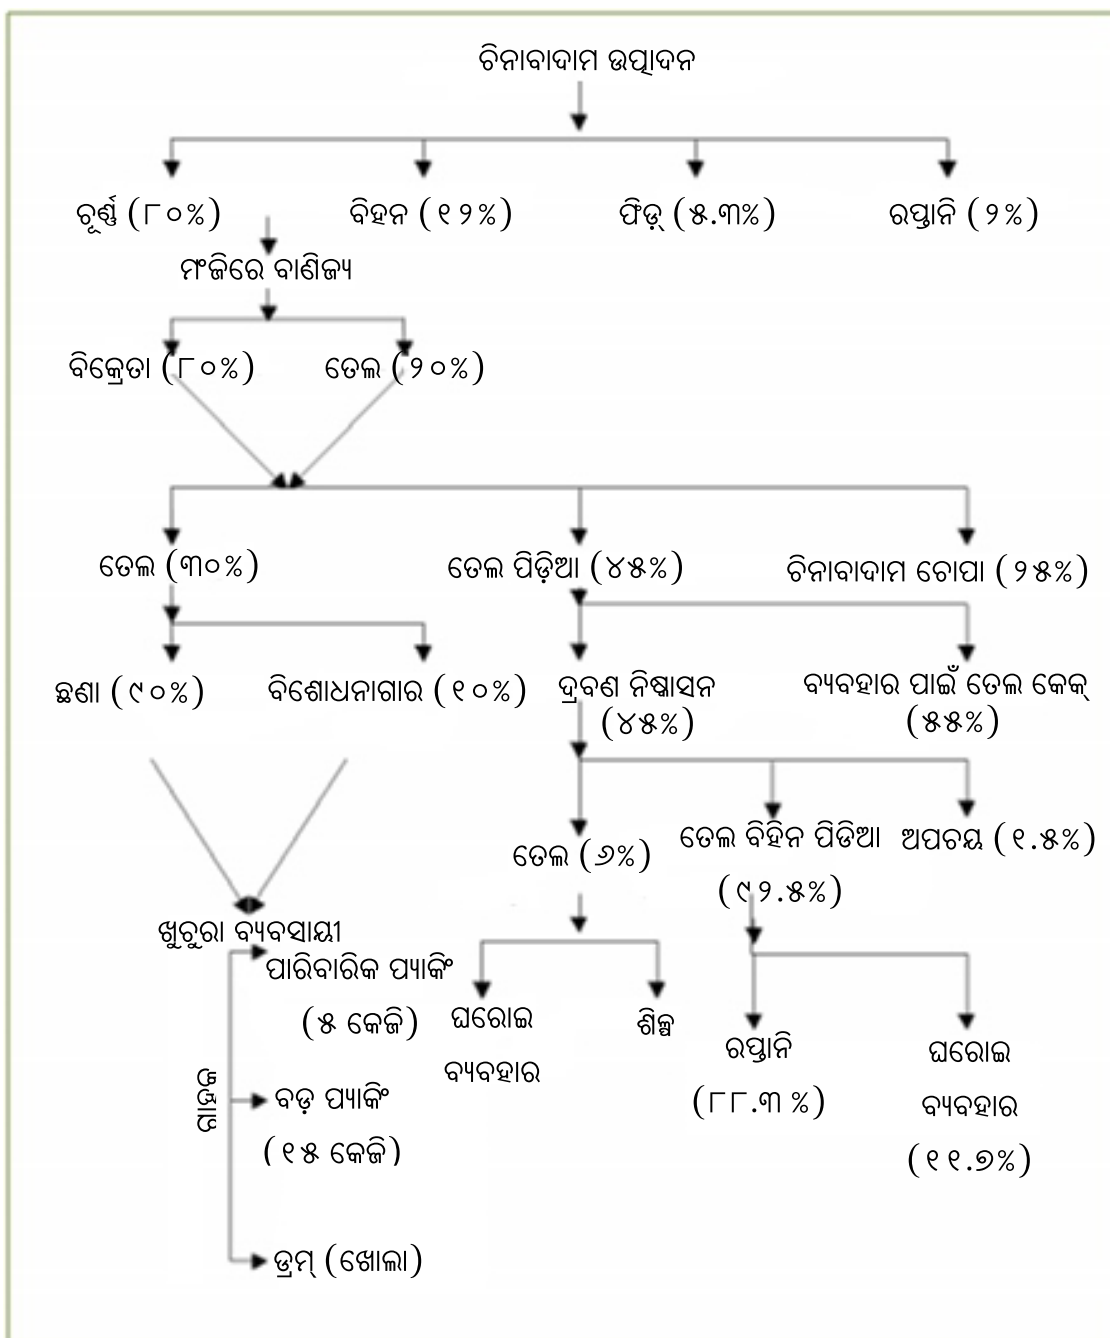 ଚିନାବାଦାମ ଉତ୍ପାଦନ
ଚୂର୍ଣ୍ଣ (୮୦%) ବିହନ (୧୨%) ଫିଡ଼୍ (୫.୩%) ରପ୍ତାନି (୨%)
ମଂଜିରେ ବାଣିଜ୍ୟ
ବିକ୍ରେତା (୮୦%) ତେଲ (୨୦%)
ତେଲ (୩୦%) ତେଲ ପିଡ଼ିଆ (୪୫%) ଚିନାବାଦାମ ଚୋପା (୨୫%)
ଛଣା (୯୦%) ବିଶୋଧନାଗାର (୧୦%) ଦ୍ରବଣ ନିଷ୍କାସନ ବ୍ୟବହାର ପାଇଁ ତେଲ କେକ୍
(୪୫%) (୫୫%)
ତେଲ (୬%) ତେଲ ବିହିନ ପିଡିଆ ଅପଚୟ (୧.୫%)
(୯୨.୫%)
ଖୁଚୁରା ବ୍ୟବସାୟୀ
ପାରିବାରିକ ପ୍ୟାକିଂ
(୫ କେଜି) ଘରୋଇ ଶିଳ୍ପ
ବ୍ୟବହାର
ରପ୍ତାନି ଘରୋଇ
(୮୮.୩ %) ବ୍ୟବହାର
(୧୧.୭%)
ଗାହକ
ବଡ଼ ପ୍ୟାକିଂ
(୧୫ କେଜି)
ଡ୍ରମ୍ (ଖୋଲା)